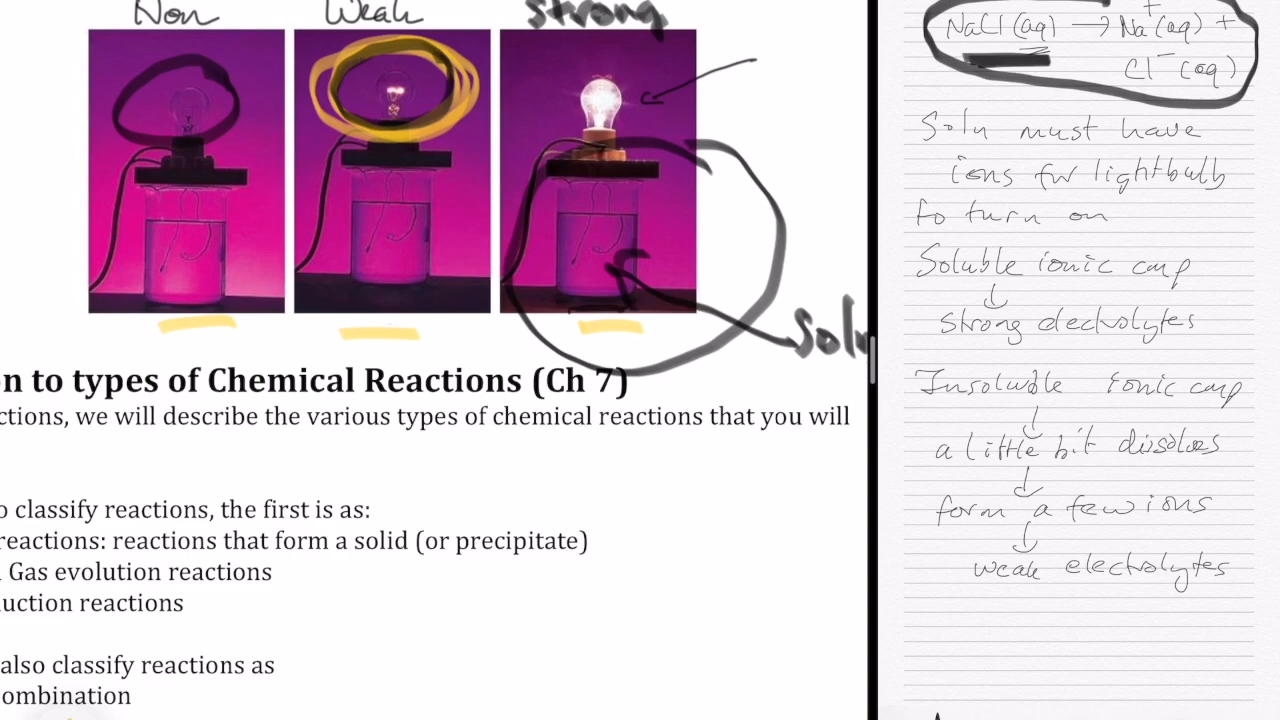 Non Weak strong
Soln
n to types of Chemical Reactions (Ch 7)
ctions, we will describe the various types of chemical reactions that you will
o classify reactions, the first is as:
reactions: reactions that form a solid (or precipitate)
Gas evolution reactions
uction reactions
also classify reactions as
ombination
NaCl (aq) → Na⁺(aq) +
Cl⁻ (aq)
Soln must have
ions for lightbulb
to turn on
Soluble ionic cmp
↓
Strong electrolytes
Insoluble ionic cmp
↓
a little bit dissolves
↓
form a few ions
↓
weak electrolytes